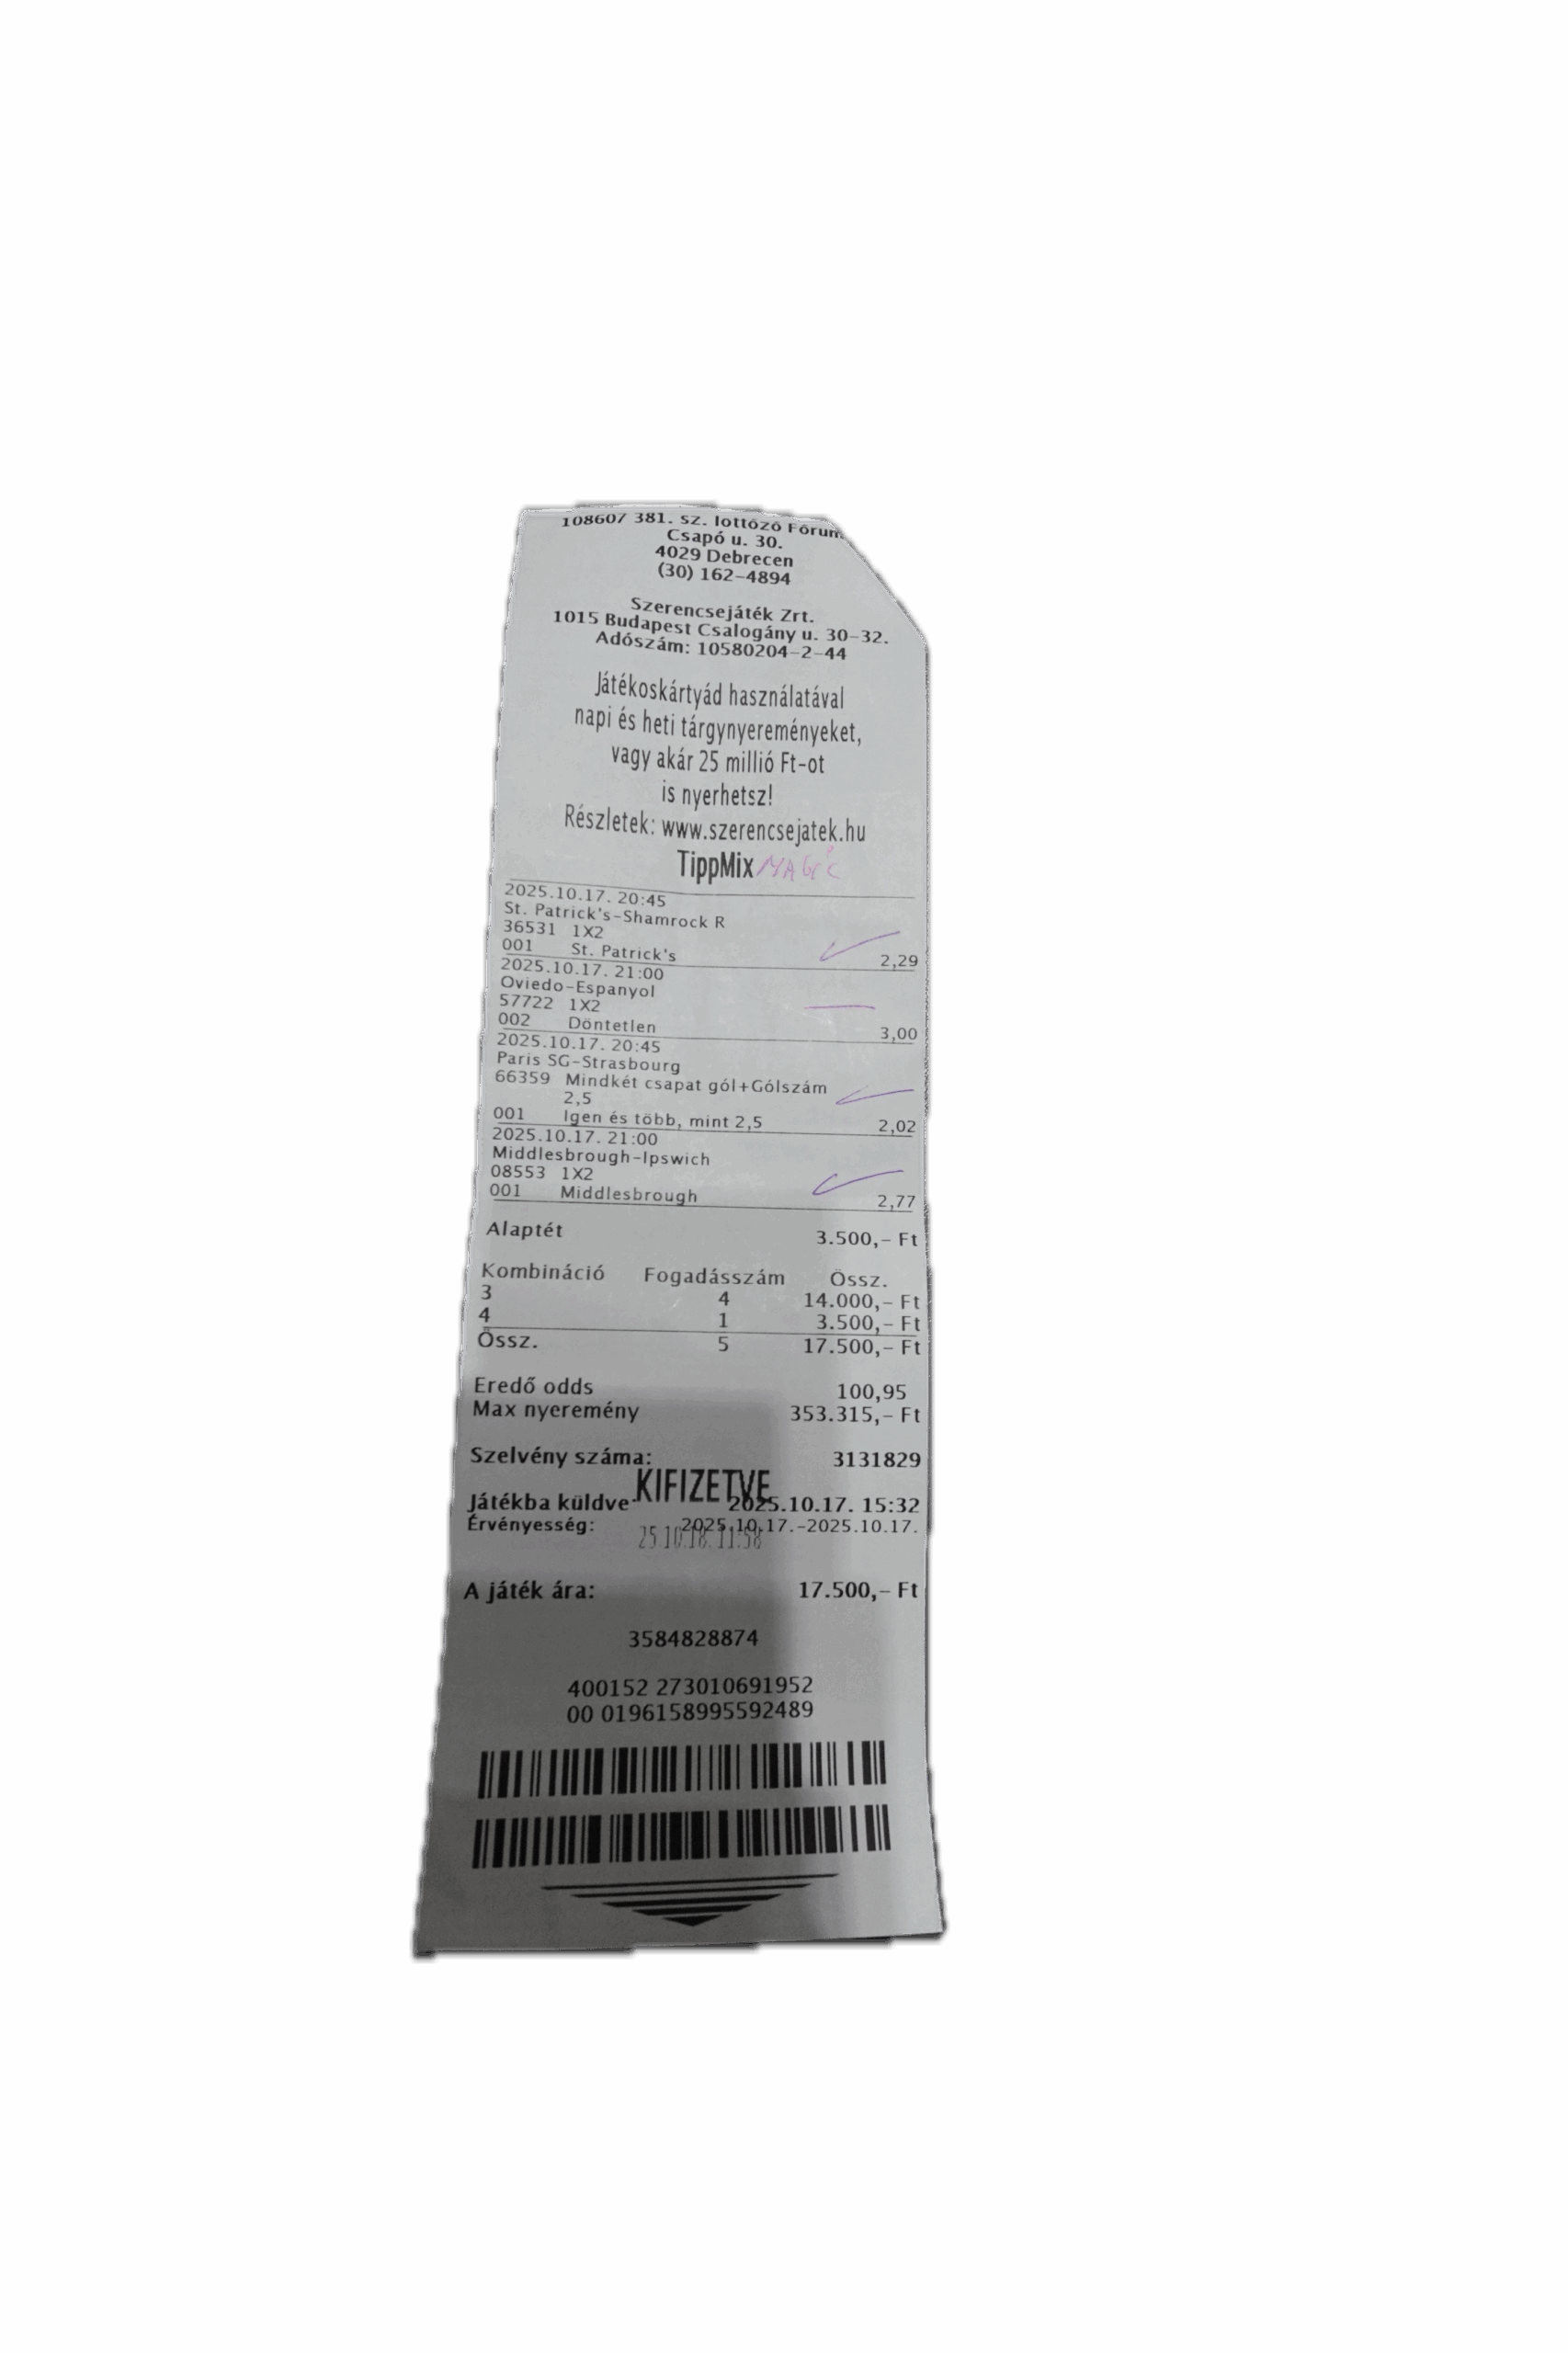 108607 381. sz. lottózó Fórum
Csapó u. 30.
4029 Debrecen
(30) 162-4894
Szerencsejáték Zrt.
1015 Budapest Csalogány u. 30-32.
Adószám: 10580204-2-44
Játékoskártyád használatával
napi és heti tárgynyereményeket,
vagy akár 25 millió Ft-ot
is nyerhetsz!
Részletek: www.szerencsejatek.hu
TippMix MAGIC
2025.10.17. 20:45
St. Patrick's-Shamrock R
36531 1X2
001 St. Patrick's 2,29
2025.10.17. 21:00
Oviedo-Espanyol
57722 1X2
002 Döntetlen 3,00
2025.10.17. 20:45
Paris SG-Strasbourg
66359 Mindkét csapat gól+Gólszám
2,5
001 Igen és több, mint 2,5 2,02
2025.10.17. 21:00
Middlesbrough-Ipswich
08553 1X2
001 Middlesbrough 2,77
Alaptét 3.500,- Ft
Kombináció Fogadásszám Össz.
3 4 14.000,- Ft
4 1 3.500,- Ft
Össz. 5 17.500,- Ft
Eredő odds 100,95
Max nyeremény 353.315,- Ft
Szelvény száma: 3131829
KIFIZETVE
Játékba küldve 2025.10.17. 15:32
Érvényesség: 2025.10.17.-2025.10.17.
25.10.18. 11:58
A játék ára: 17.500,- Ft
3584828874
400152 273010691952
00 0196158995592489